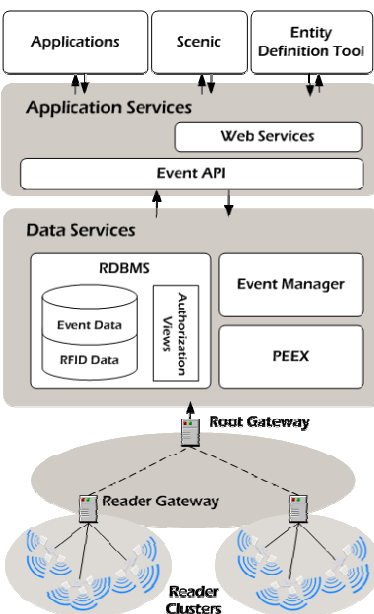 Applications
Scenic
Entity
Definition Tool
Application Services
Web Services
Event API
Data Services
RDBMS
Event Data
RFID Data
Authorization
Views
Event Manager
PEEX
Root Gateway
Reader Gateway
Reader
Clusters